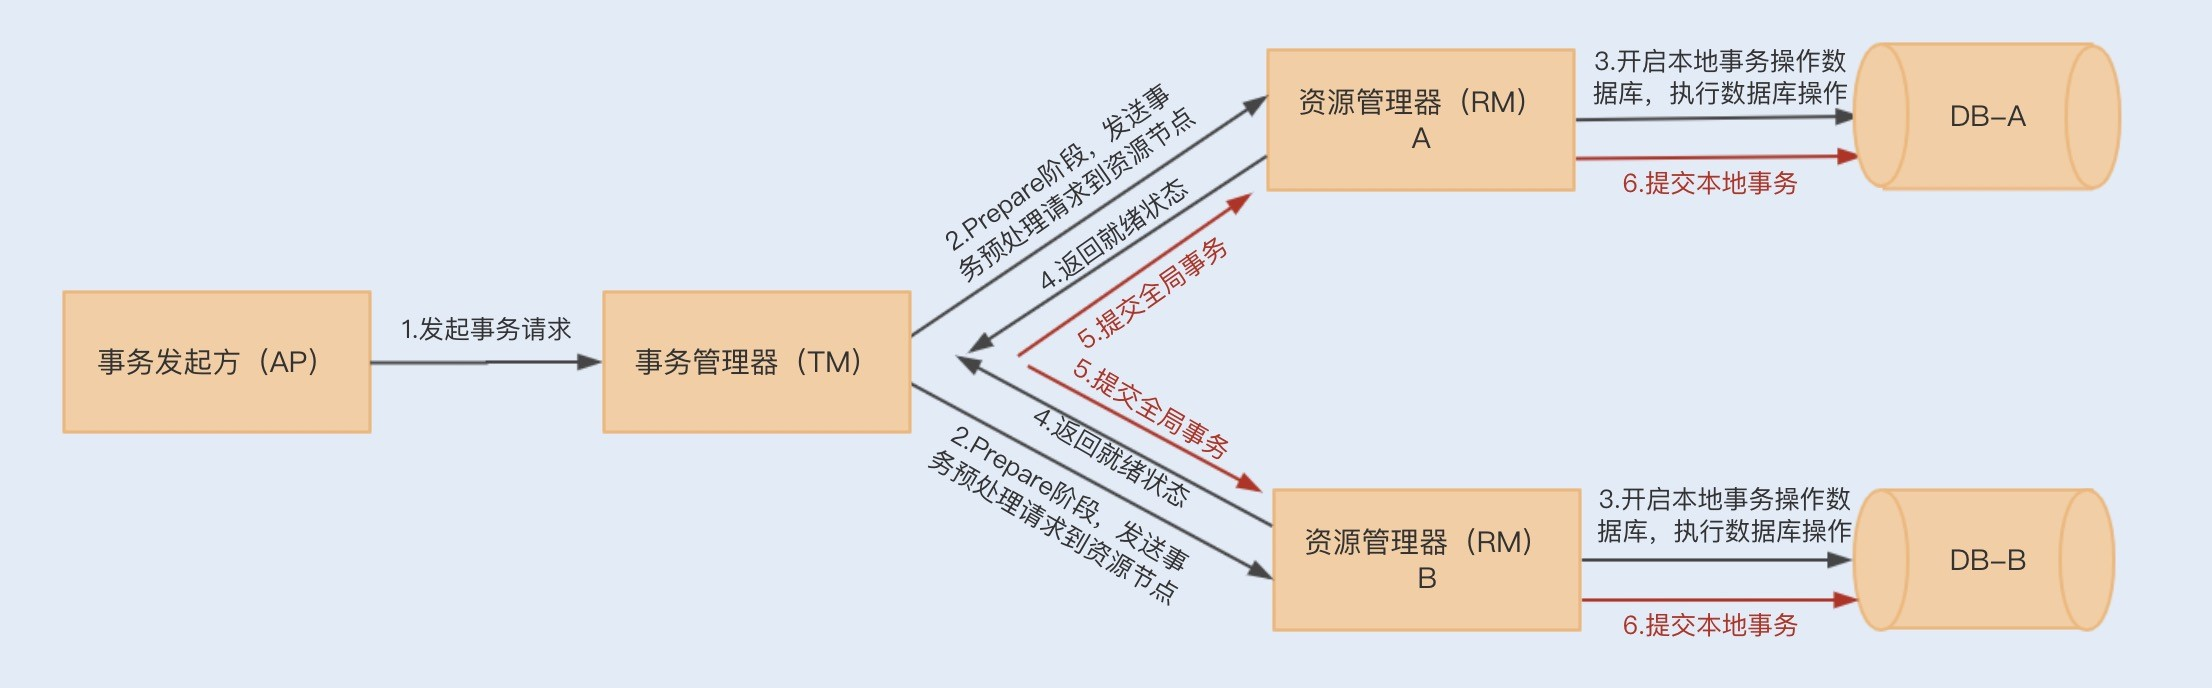 事务发起方（AP）
1.发起事务请求
事务管理器（TM）
2.Prepare阶段，发送事
务预处理请求到资源节点
4.返回就绪状态
5.提交全局事务
5.提交全局事务
4.返回就绪状态
2.Prepare阶段，发送事
务预处理请求到资源节点
资源管理器（RM）
A
3.开启本地事务操作数
据库，执行数据库操作
6.提交本地事务
DB-A
资源管理器（RM）
B
3.开启本地事务操作数
据库，执行数据库操作
6.提交本地事务
DB-B